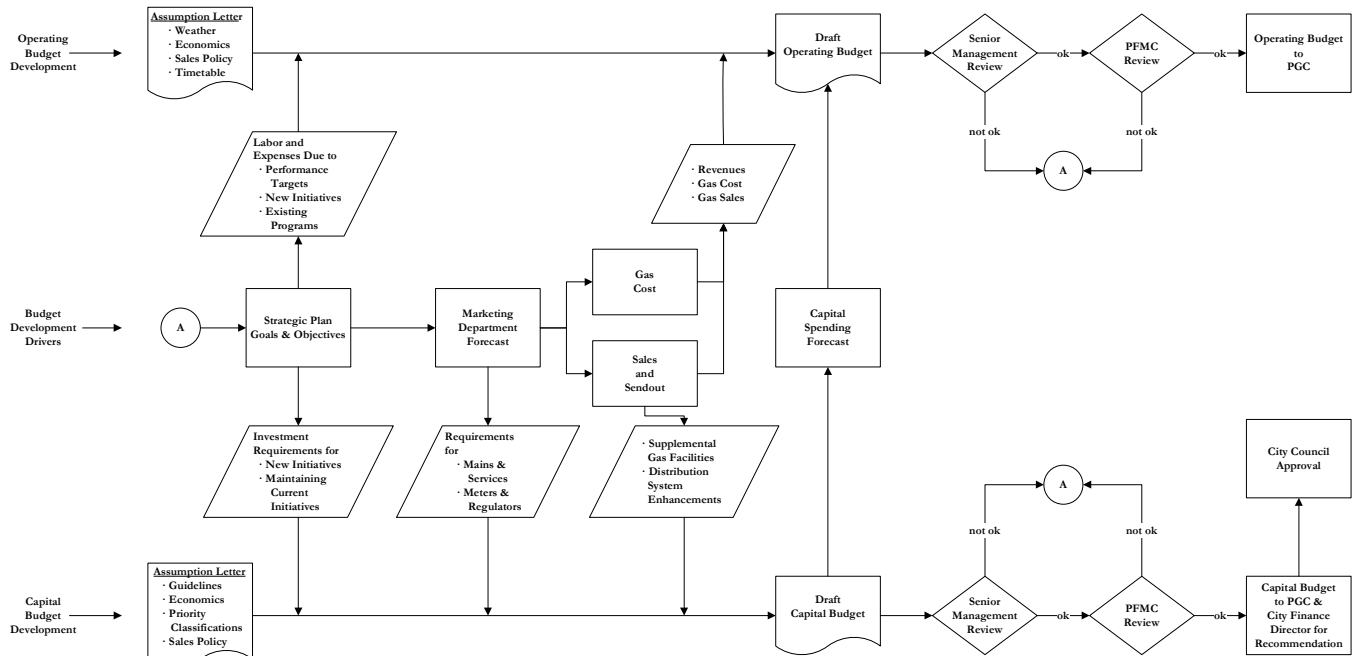 Operating
Budget
Development
Assumption Letter
· Weather
· Economics
· Sales Policy
· Timetable
Draft
Operating Budget
Senior
Management
Review
ok
PFMC
Review
ok
Operating Budget
to
PGC
not ok
not ok
A
Labor and
Expenses Due to
· Performance
Targets
· New Initiatives
· Existing
Programs
· Revenues
· Gas Cost
· Gas Sales
Budget
Development
Drivers
A
Strategic Plan
Goals & Objectives
Marketing
Department
Forecast
Gas
Cost
Sales
and
Sendout
Capital
Spending
Forecast
Investment
Requirements for
· New Initiatives
· Maintaining
Current
Initiatives
Requirements
for
· Mains &
Services
· Meters &
Regulators
· Supplemental
Gas Facilities
· Distribution
System
Enhancements
City Council
Approval
A
not ok
not ok
Capital
Budget
Development
Assumption Letter
· Guidelines
· Economics
· Priority
Classifications
· Sales Policy
Draft
Capital Budget
Senior
Management
Review
ok
PFMC
Review
ok
Capital Budget
to PGC &
City Finance
Director for
Recommendation